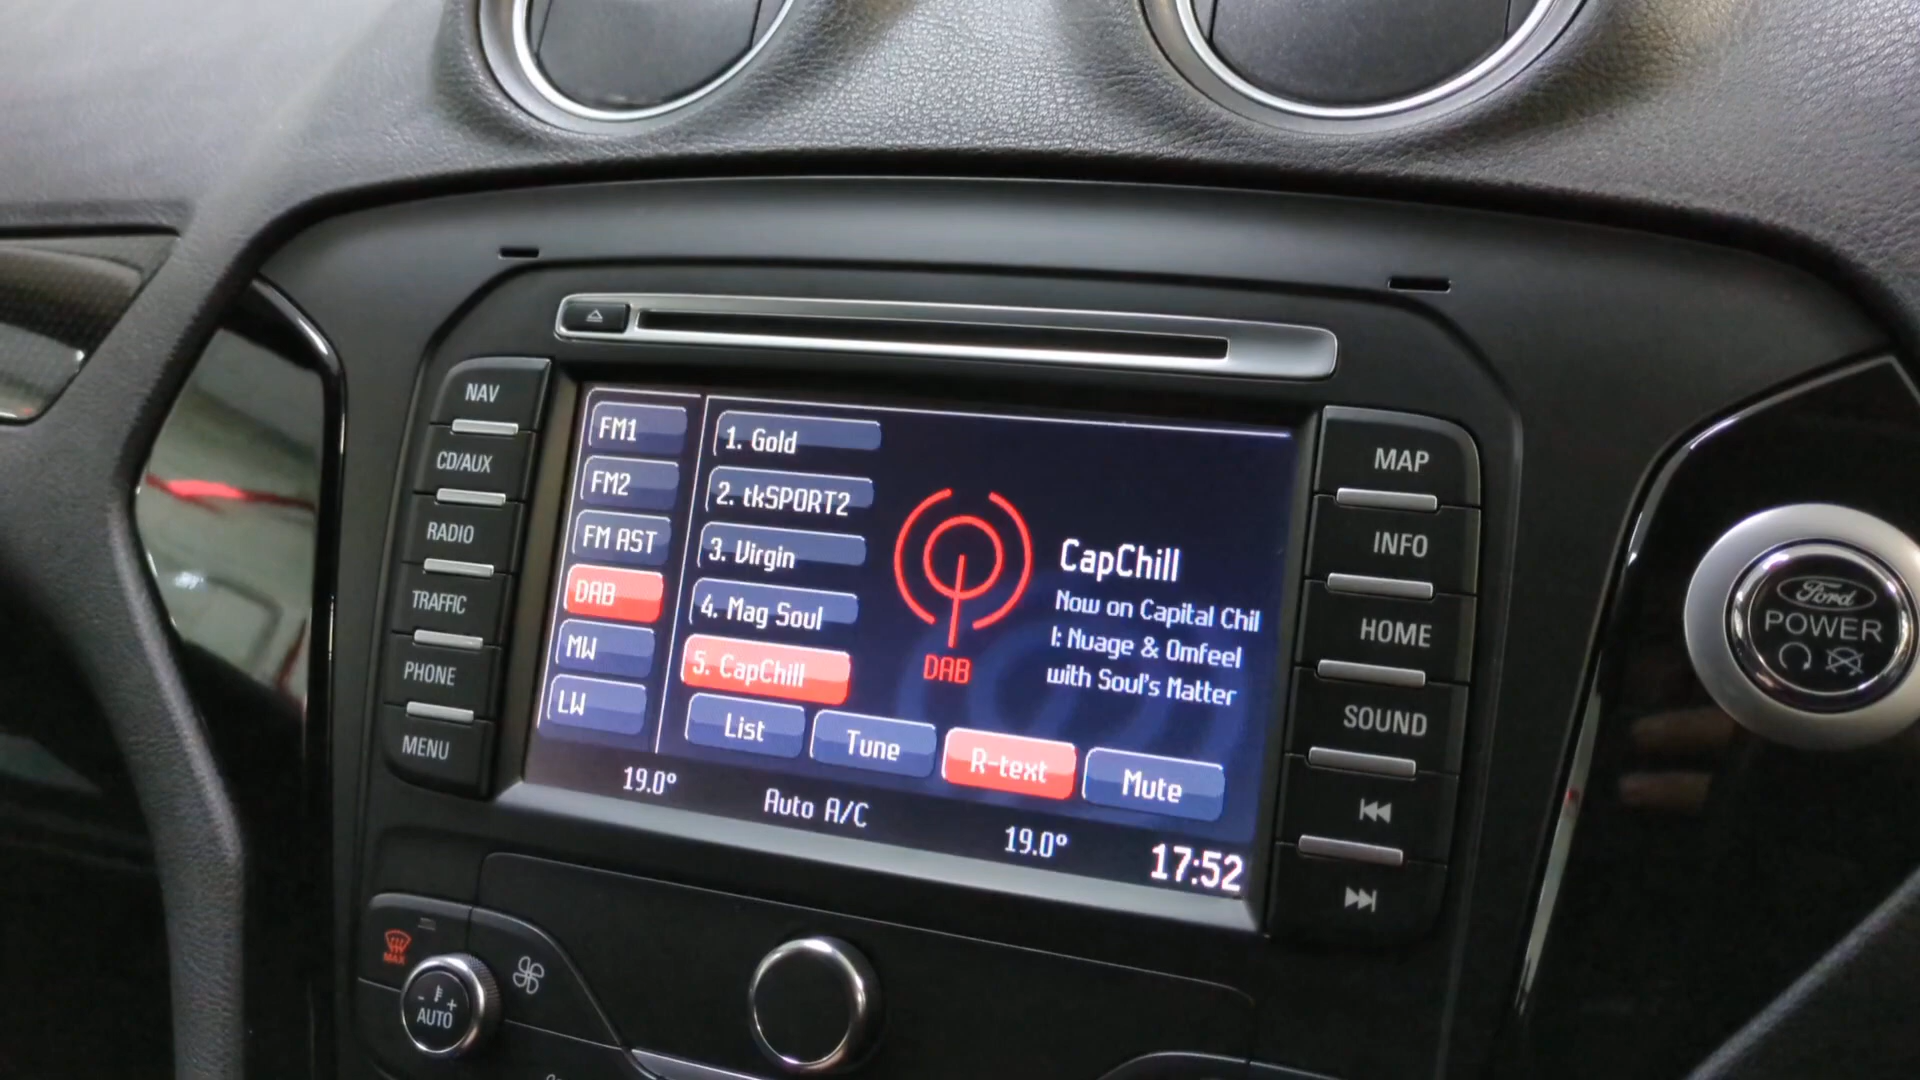 NAV
CD/AUX
RADIO
TRAFFIC
PHONE
MENU
FM1
FM2
FM AST
DAB
MW
LW
1. Gold
2. tkSPORT2
3. Virgin
4. Mag Soul
5. CapChill
DAB
CapChill
Now on Capital Chil
l: Nuage & Omfeel
with Soul's Matter
List
Tune
R-text
Mute
19.0°
Auto A/C
19.0°
17:52
MAP
INFO
HOME
SOUND
Ford
POWER
MAX
- +
AUTO